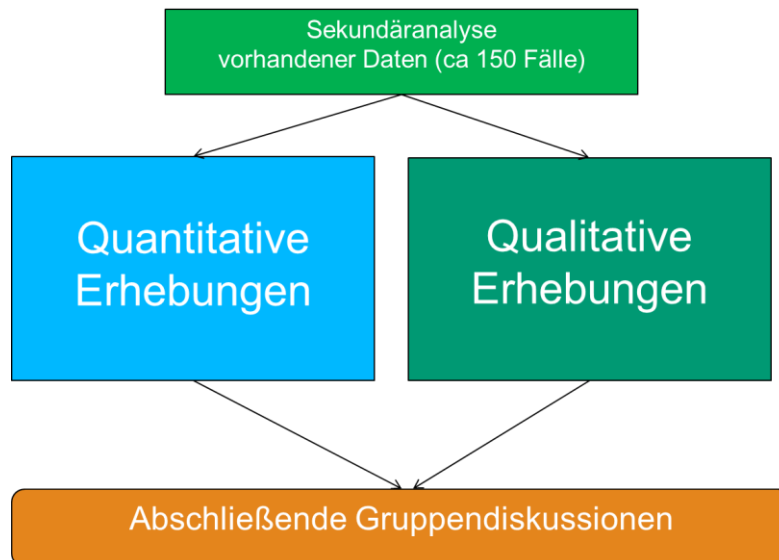 Sekundäranalyse
vorhandener Daten (ca 150 Fälle)
Quantitative
Erhebungen
Qualitative
Erhebungen
Abschließende Gruppendiskussionen